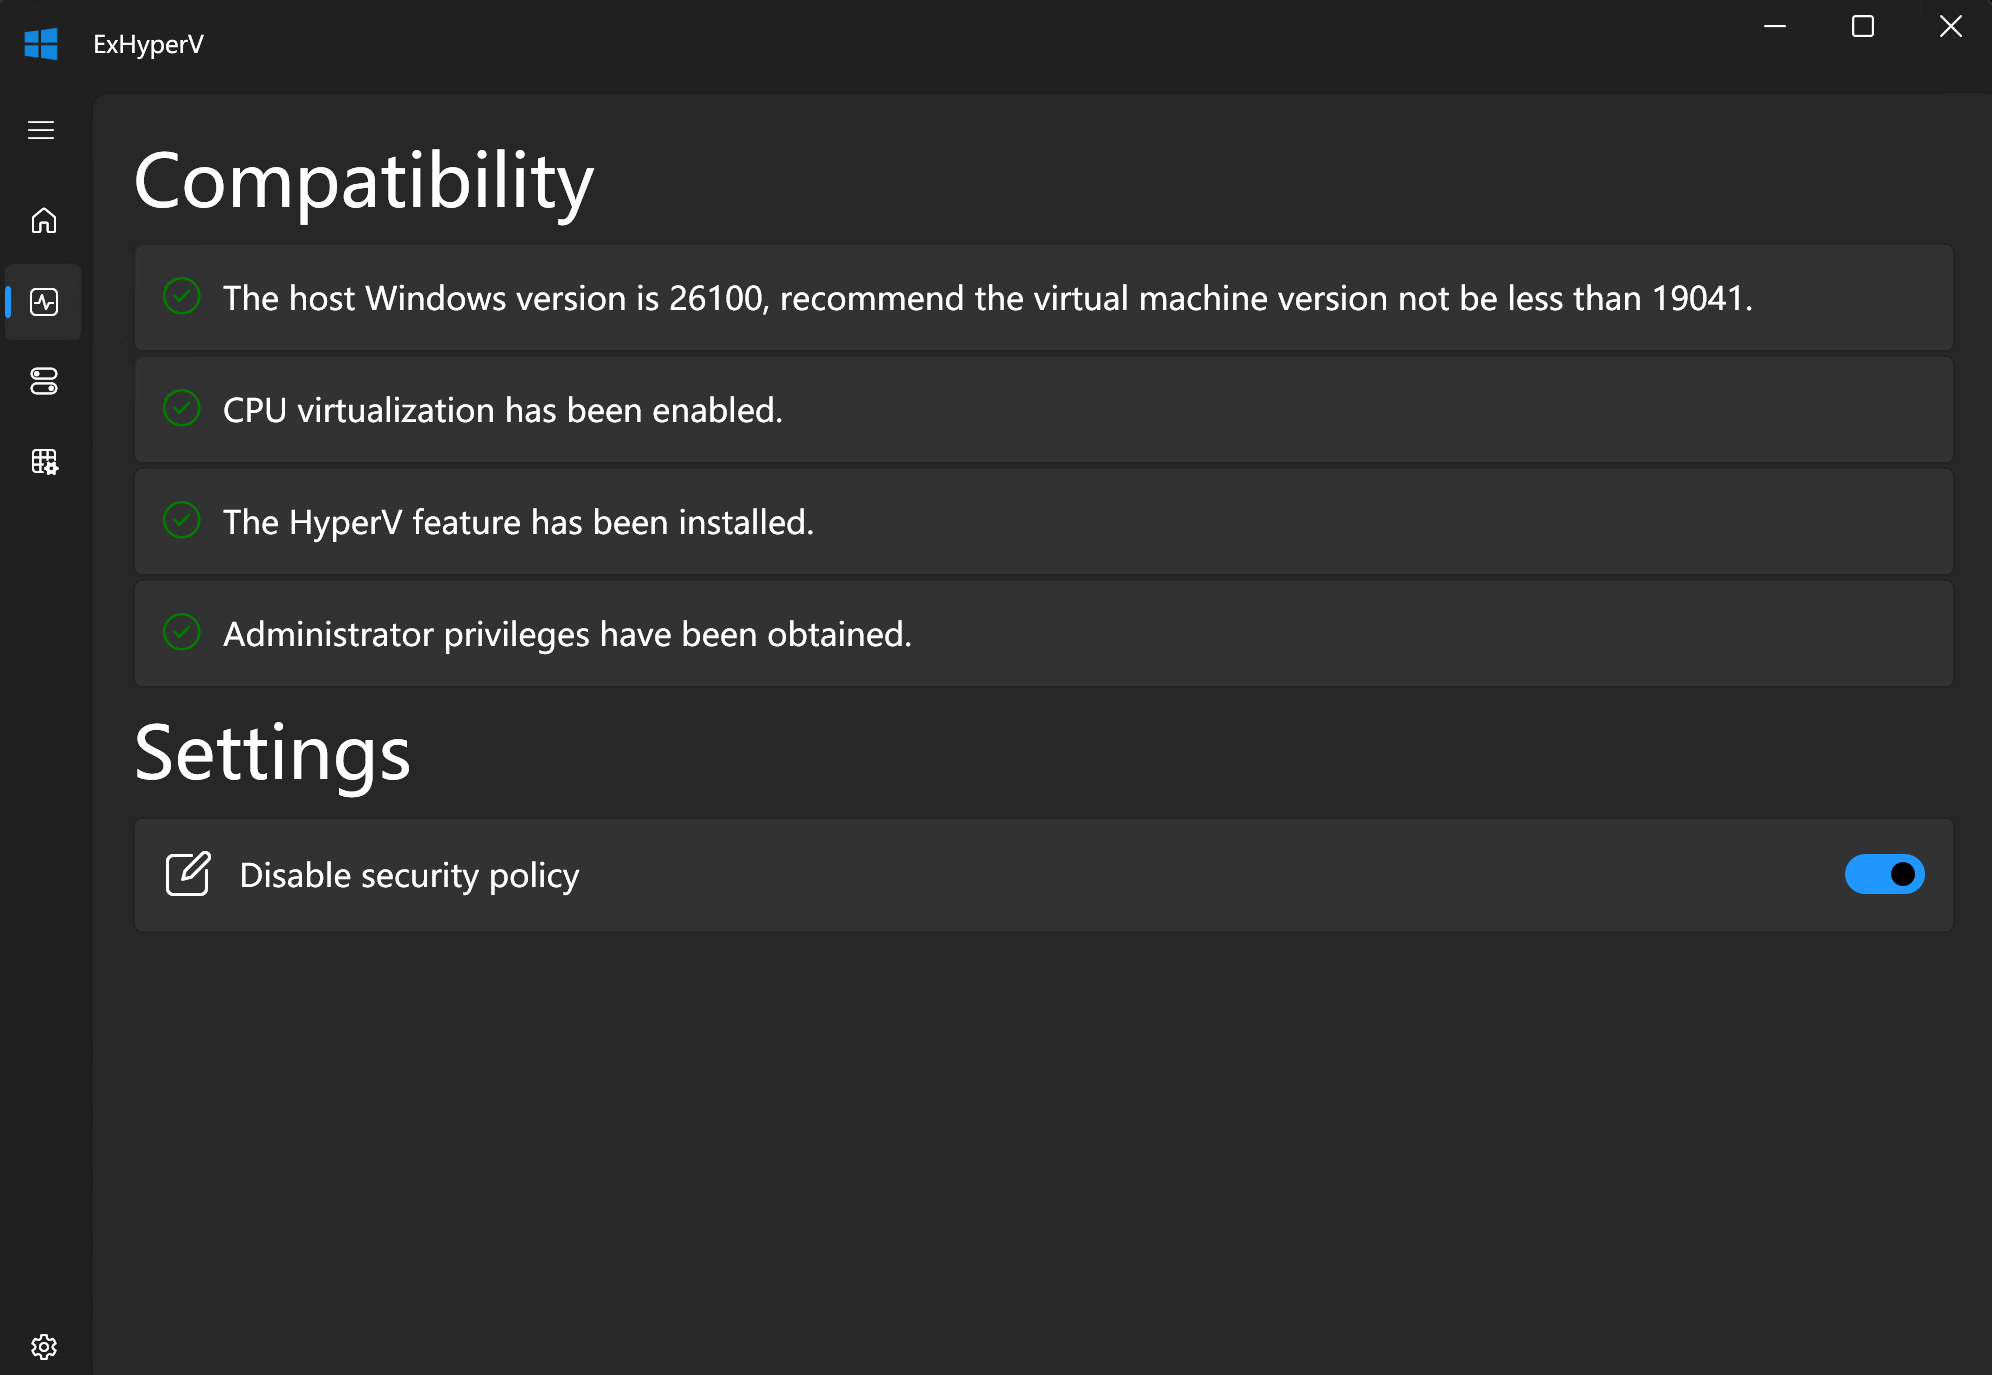 ExHyperV
Compatibility
The host Windows version is 26100, recommend the virtual machine version not be less than 19041.
CPU virtualization has been enabled.
The HyperV feature has been installed.
Administrator privileges have been obtained.
Settings
Disable security policy